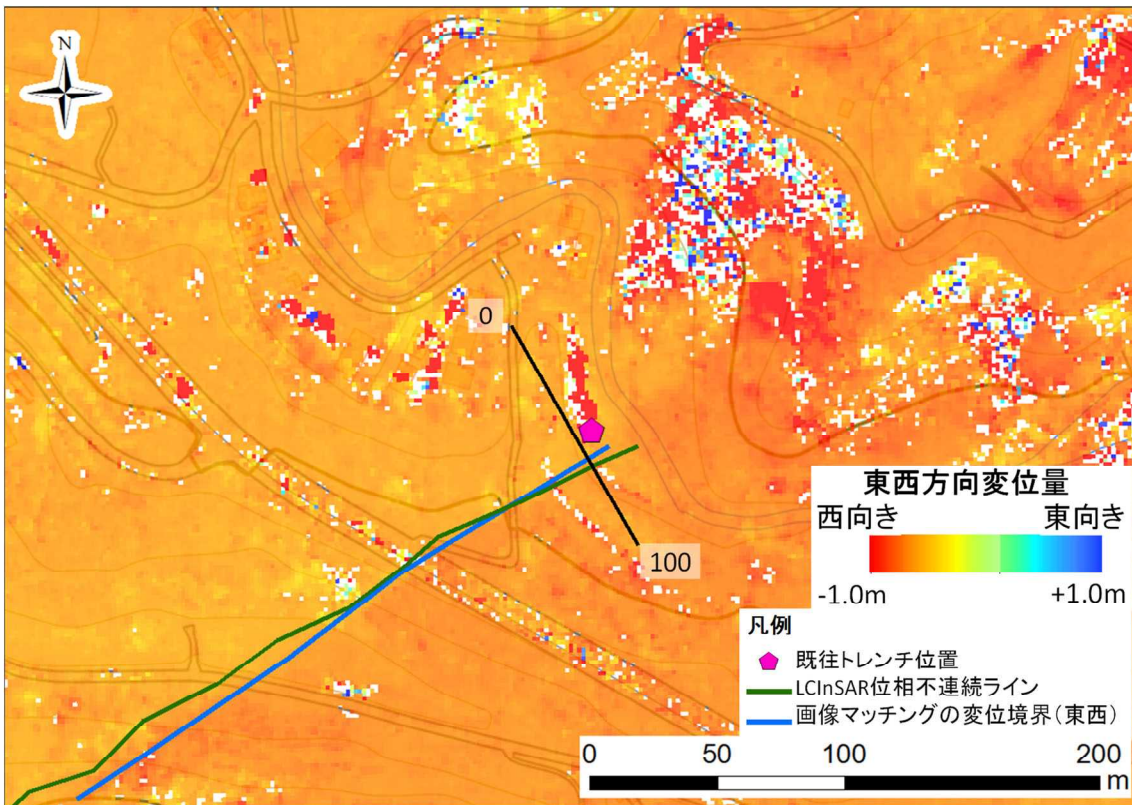 N
0
100
東西方向変位量
西向き 東向き
-1.0m +1.0m
凡例
既往トレンチ位置
LCInSAR位相不連続ライン
画像マッチングの変位境界(東西)
0 50 100 200
m